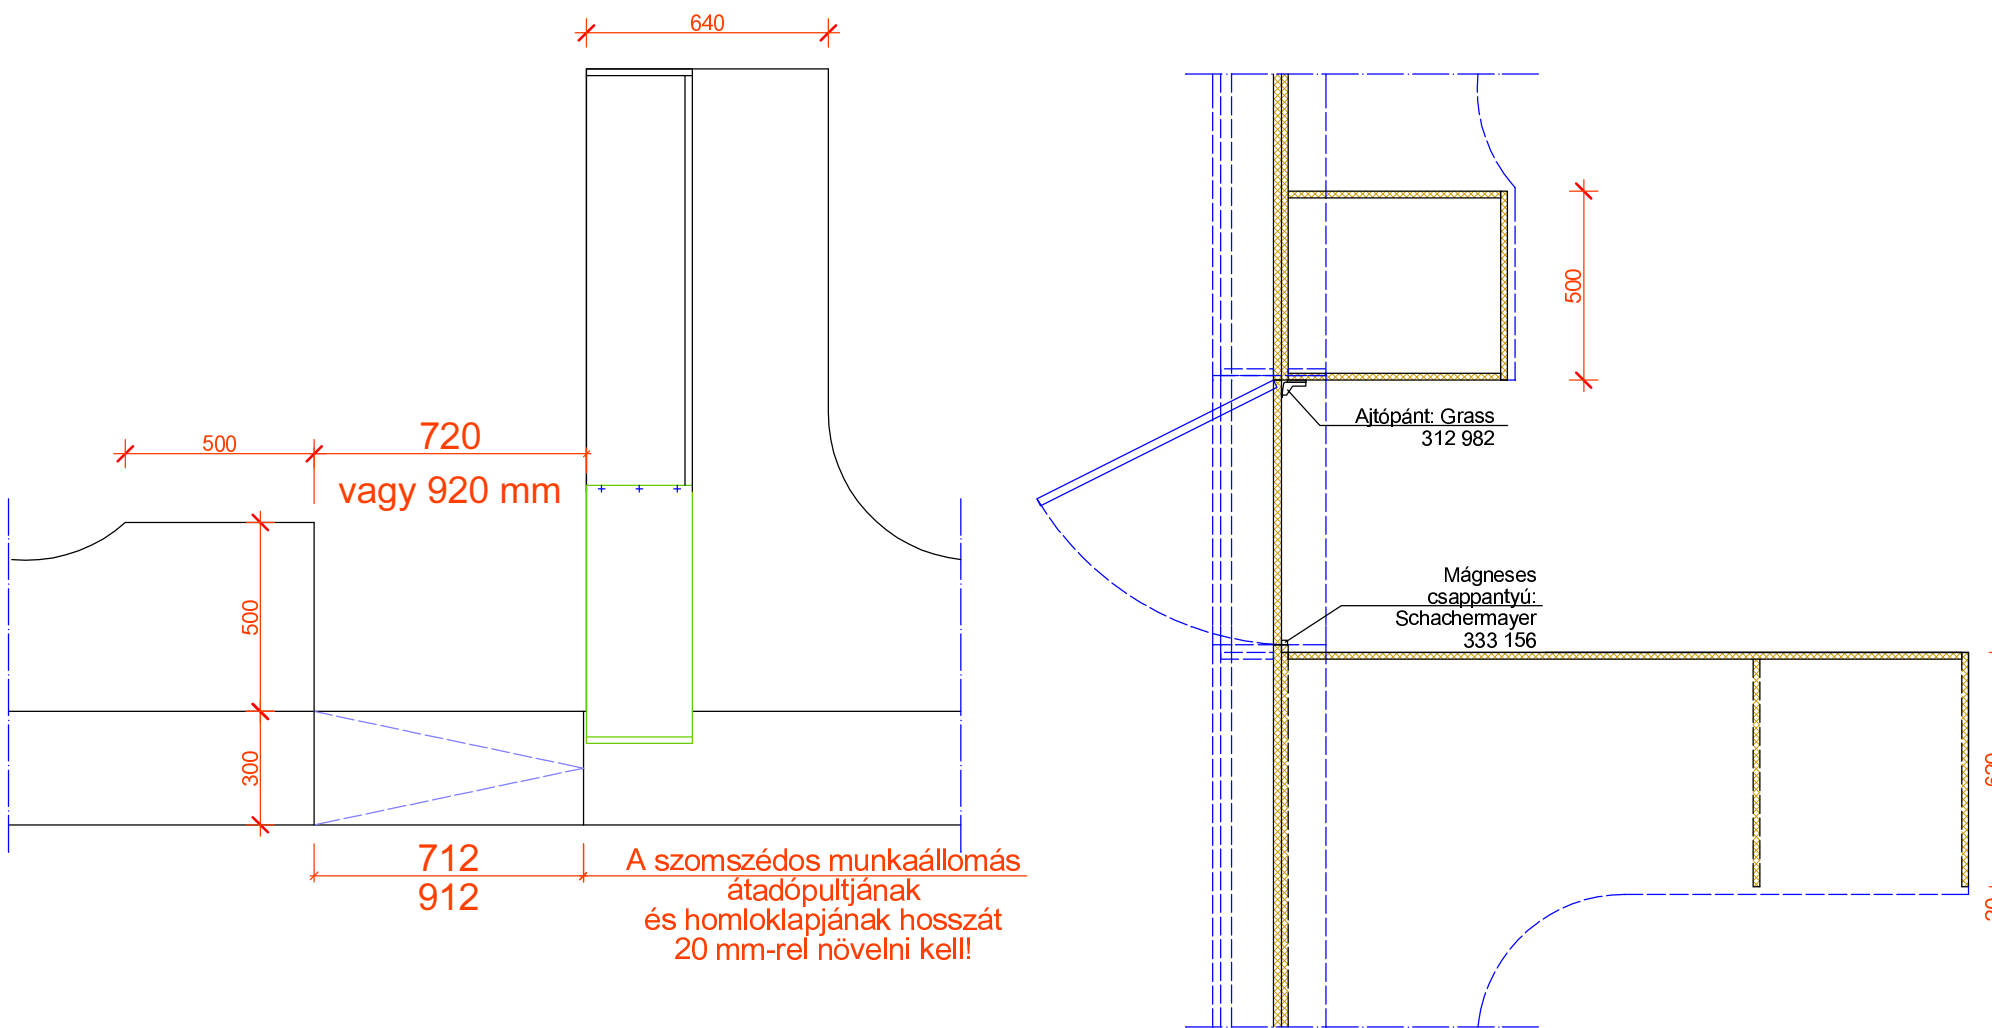 640
500
720
vagy 920 mm
500
300
712
912
A szomszédos munkaállomás
átadópultjának
és homloklapjának hosszát
20 mm-rel növelni kell!
500
Ajtópánt: Grass
312 982
Mágneses
csappantyú:
Schachermayer
333 156